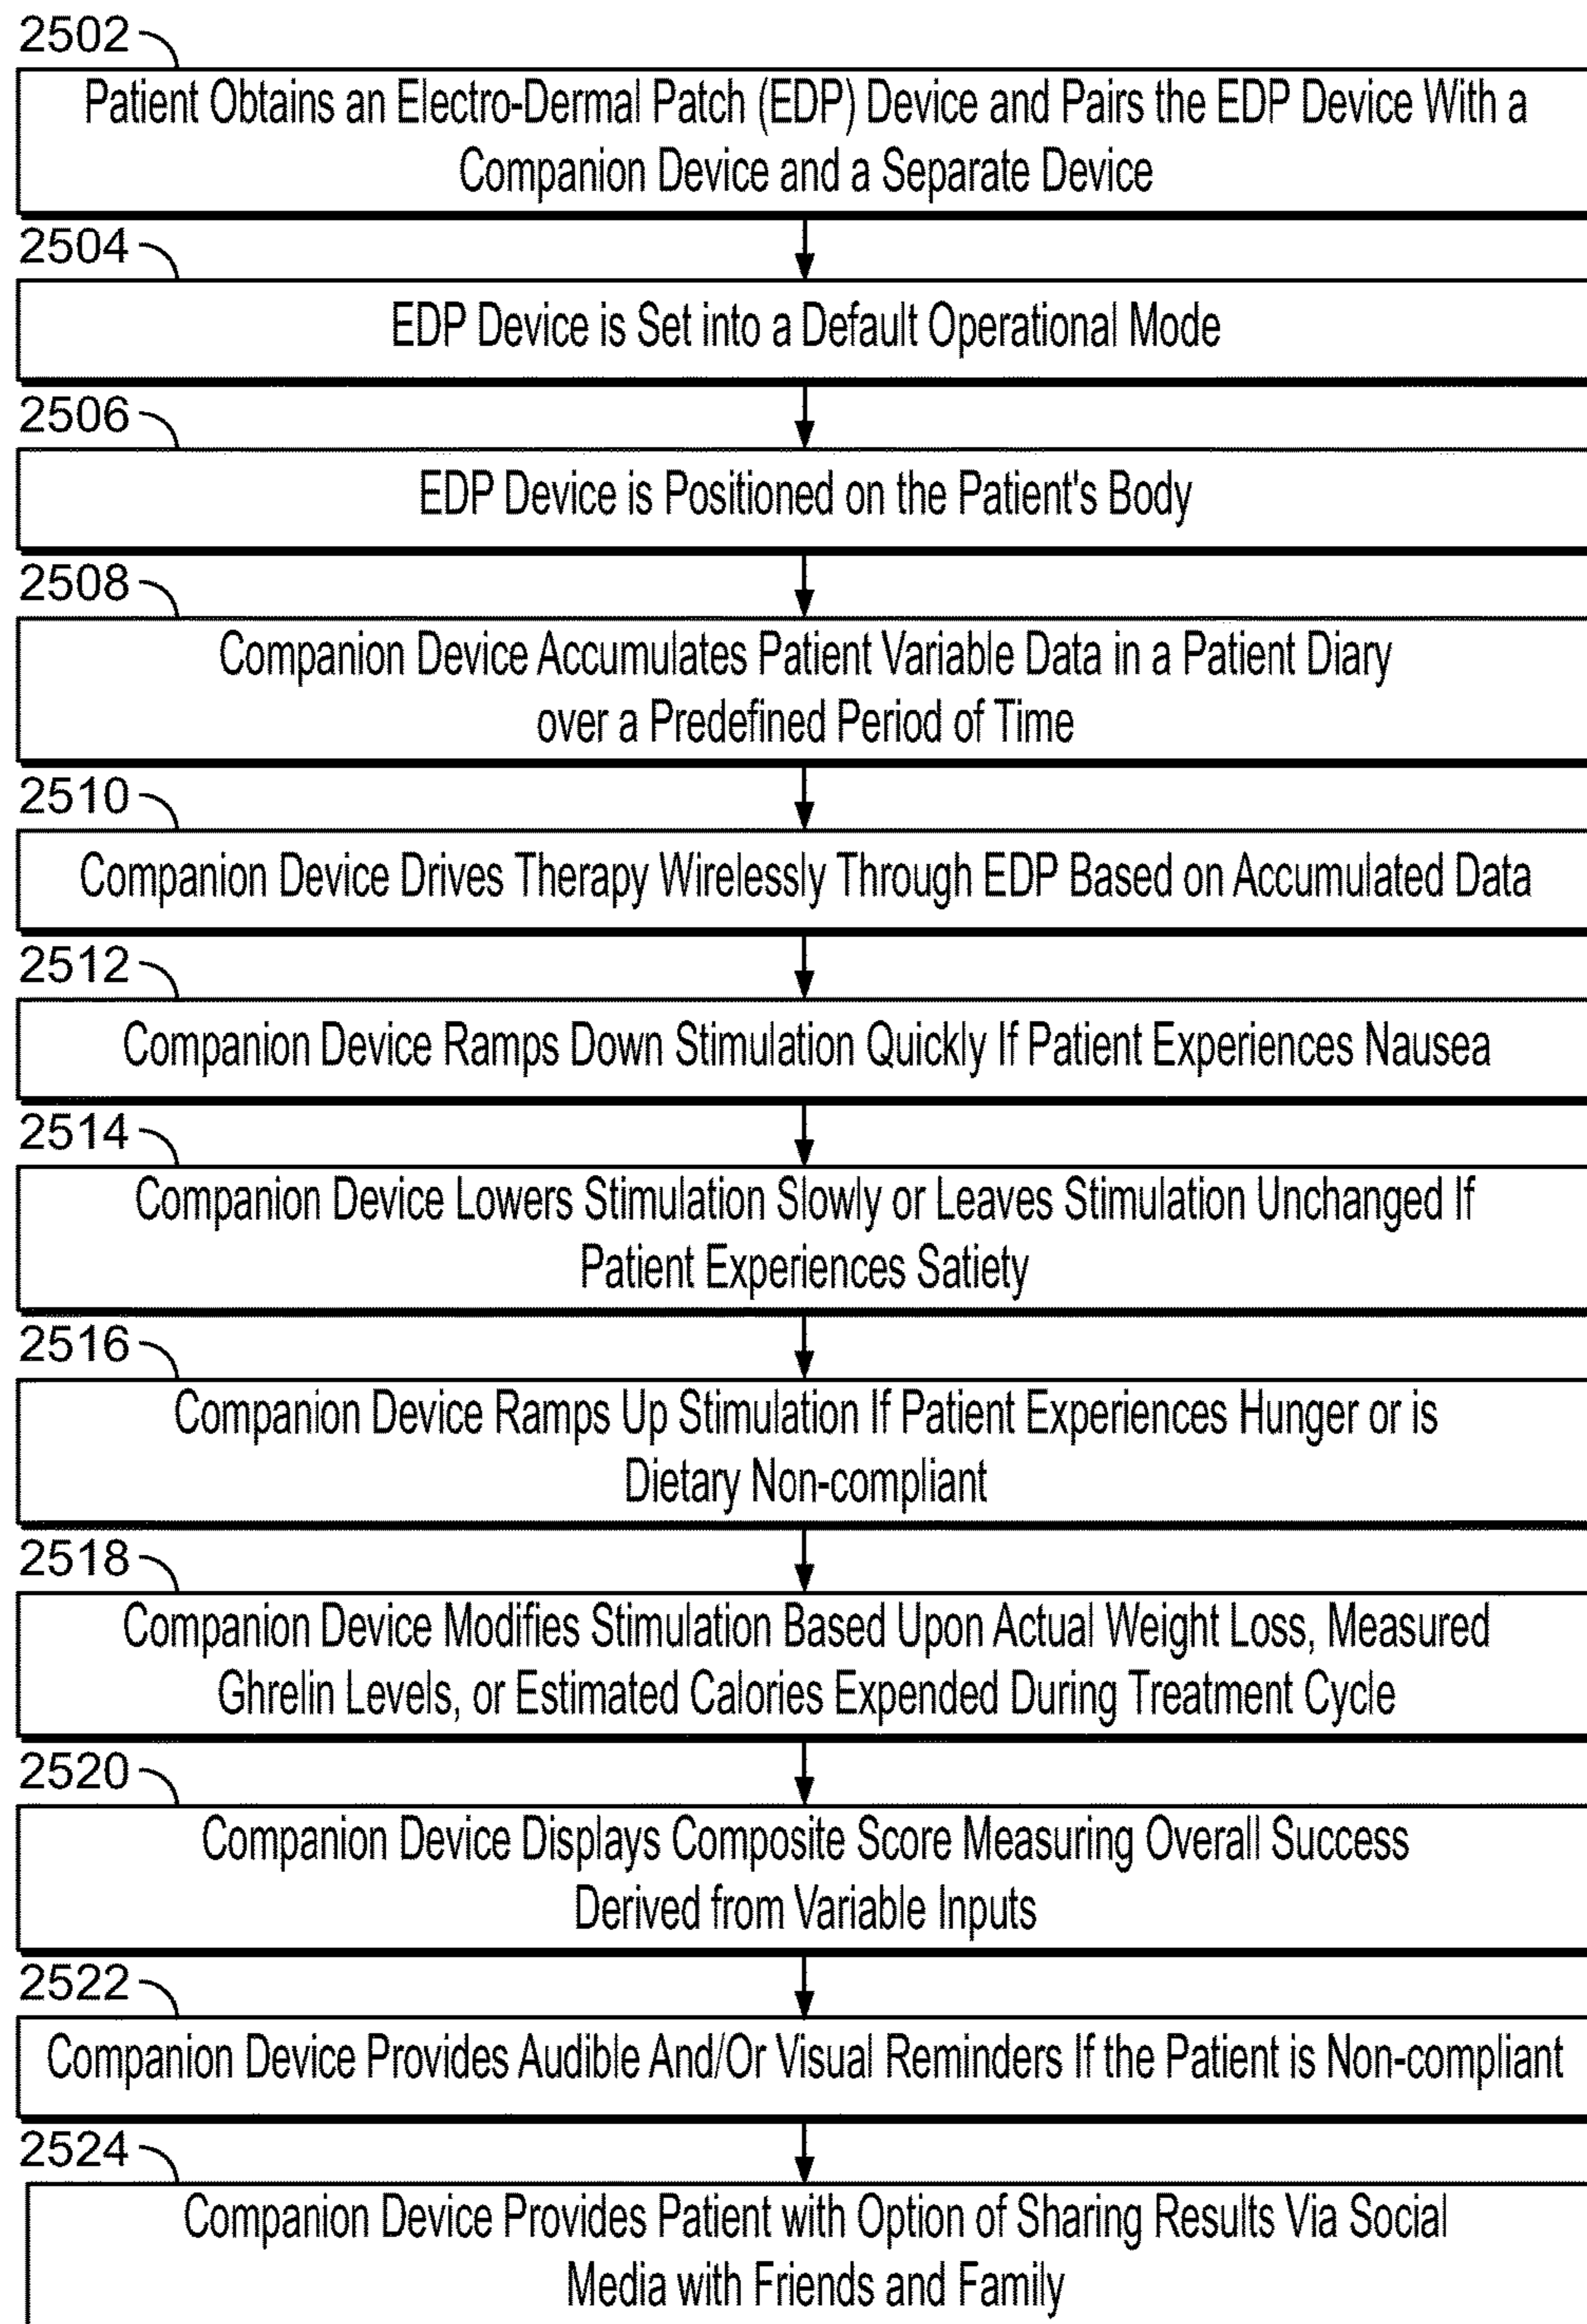 2502
Patient Obtains an Electro-Dermal Patch (EDP) Device and Pairs the EDP Device With a
Companion Device and a Separate Device
2504
EDP Device is Set into a Default Operational Mode
2506
EDP Device is Positioned on the Patient's Body
2508
Companion Device Accumulates Patient Variable Data in a Patient Diary
over a Predefined Period of Time
2510
Companion Device Drives Therapy Wirelessly Through EDP Based on Accumulated Data
2512
Companion Device Ramps Down Stimulation Quickly If Patient Experiences Nausea
2514
Companion Device Lowers Stimulation Slowly or Leaves Stimulation Unchanged If
Patient Experiences Satiety
2516
Companion Device Ramps Up Stimulation If Patient Experiences Hunger or is
Dietary Non-compliant
2518
Companion Device Modifies Stimulation Based Upon Actual Weight Loss, Measured
Ghrelin Levels, or Estimated Calories Expended During Treatment Cycle
2520
Companion Device Displays Composite Score Measuring Overall Success
Derived from Variable Inputs
2522
Companion Device Provides Audible And/Or Visual Reminders If the Patient is Non-compliant
2524
Companion Device Provides Patient with Option of Sharing Results Via Social
Media with Friends and Family